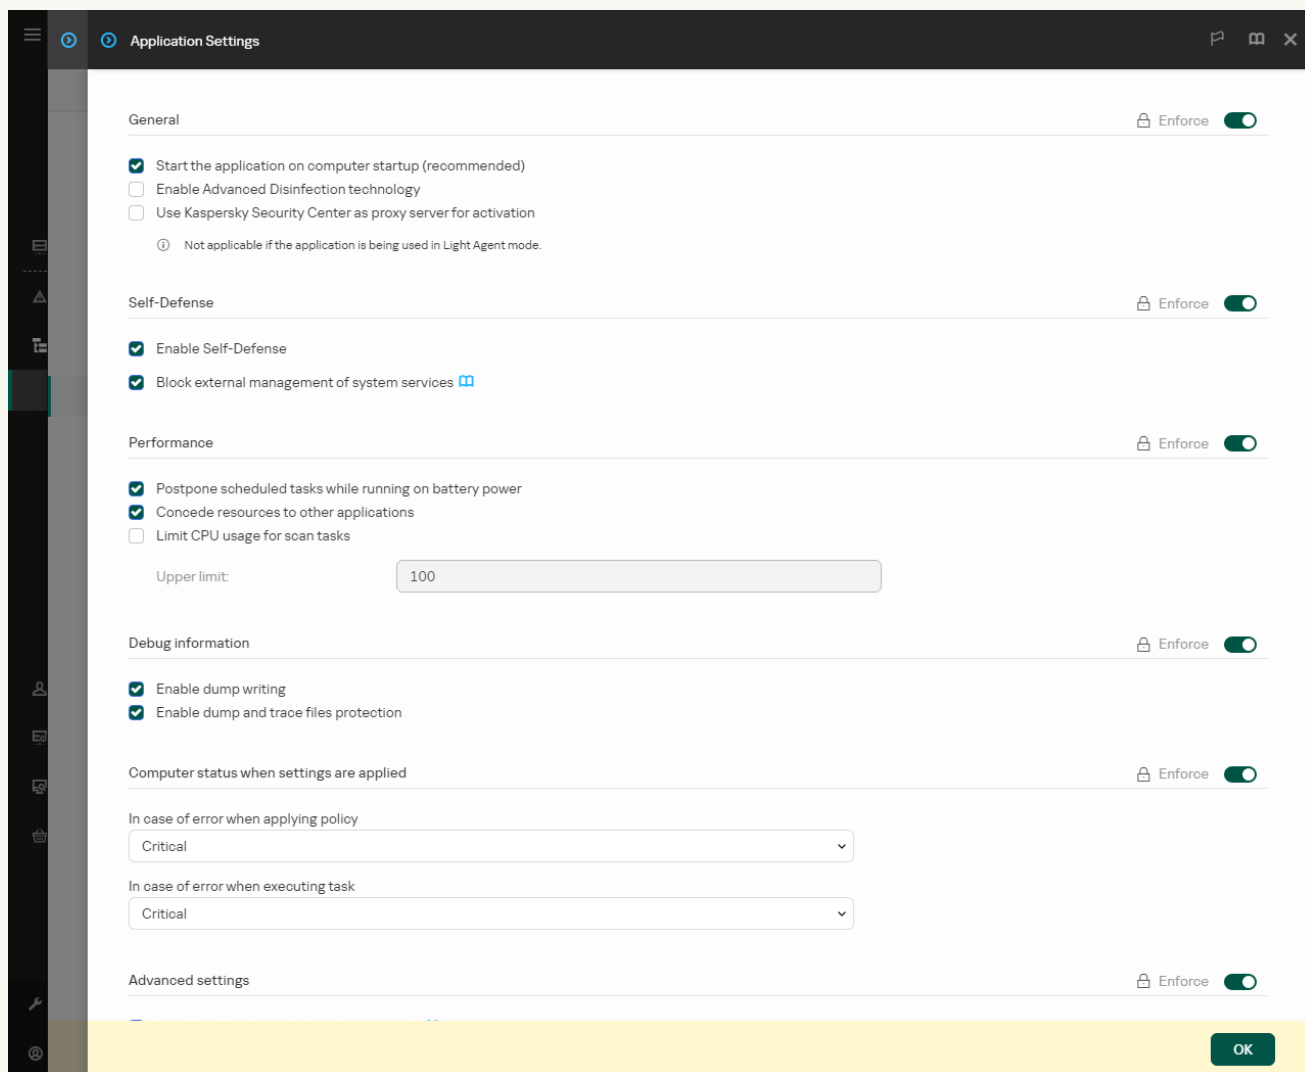 Application Settings
General
Enforce
Start the application on computer startup (recommended)
Enable Advanced Disinfection technology
Use Kaspersky Security Center as proxy server for activation
Not applicable if the application is being used in Light Agent mode.
Self-Defense
Enforce
Enable Self-Defense
Block external management of system services
Performance
Enforce
Postpone scheduled tasks while running on battery power
Concede resources to other applications
Limit CPU usage for scan tasks
Upper limit:
100
Debug information
Enforce
Enable dump writing
Enable dump and trace files protection
Computer status when settings are applied
Enforce
In case of error when applying policy
Critical
In case of error when executing task
Critical
Advanced settings
Enforce
OK